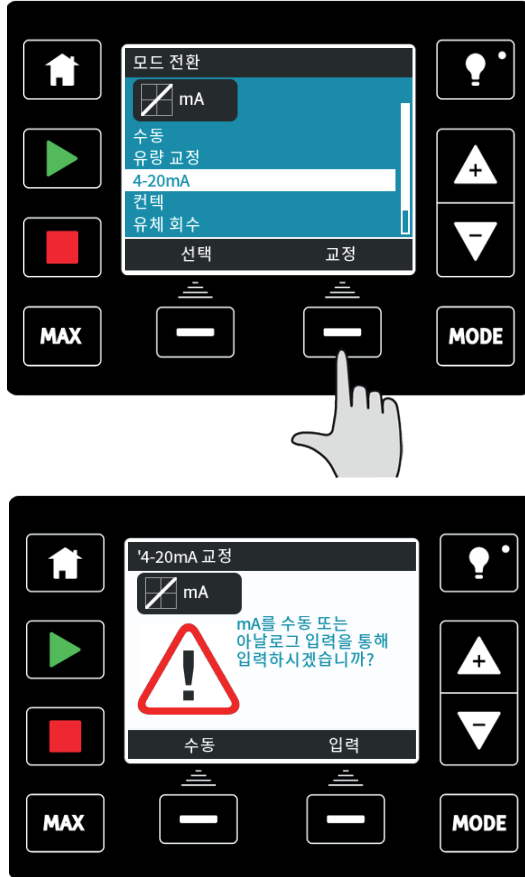 모드 전환
mA
수동
유량 교정
4-20mA
컨텍
유체 회수
선택 교정
MAX
MODE
'4-20mA 교정
mA
mA를 수동 또는
아날로그 입력을 통해
입력하시겠습니까?
수동 입력
MAX
MODE